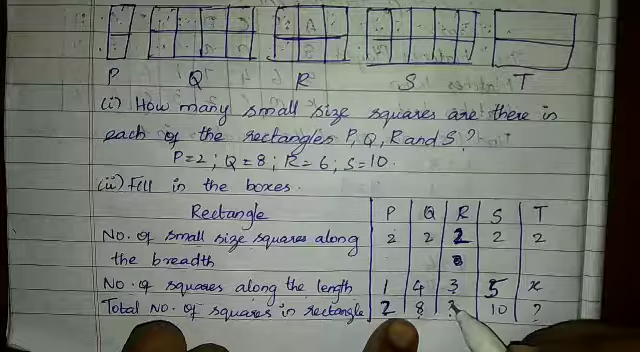 P Q R S T
(i) How many small size squares are there in
each of the rectangles P, Q, R and S?
P=2; Q=8; R=6; S=10.
(ii) Fill in the boxes.
Rectangle P Q R S T
No. of small size squares along 2 2 2 2 2
the breadth
No. of squares along the length 1 4 3 5 x
Total No. of squares in rectangle 2 8 10 ?